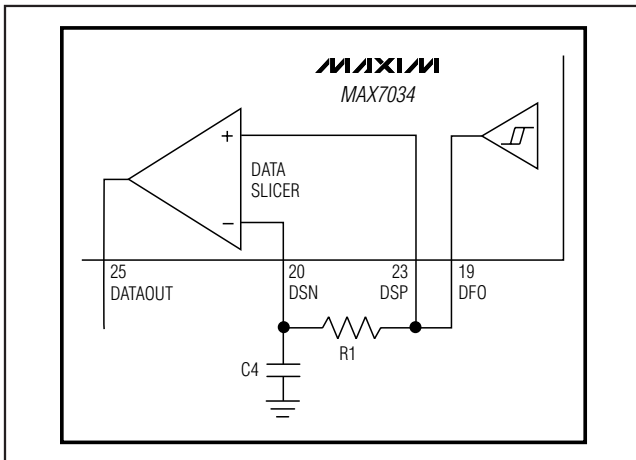 MAXIM
MAX7034
+
DATA
SLICER
−
25
DATAOUT
20
DSN
23
DSP
19
DFO
R1
C4